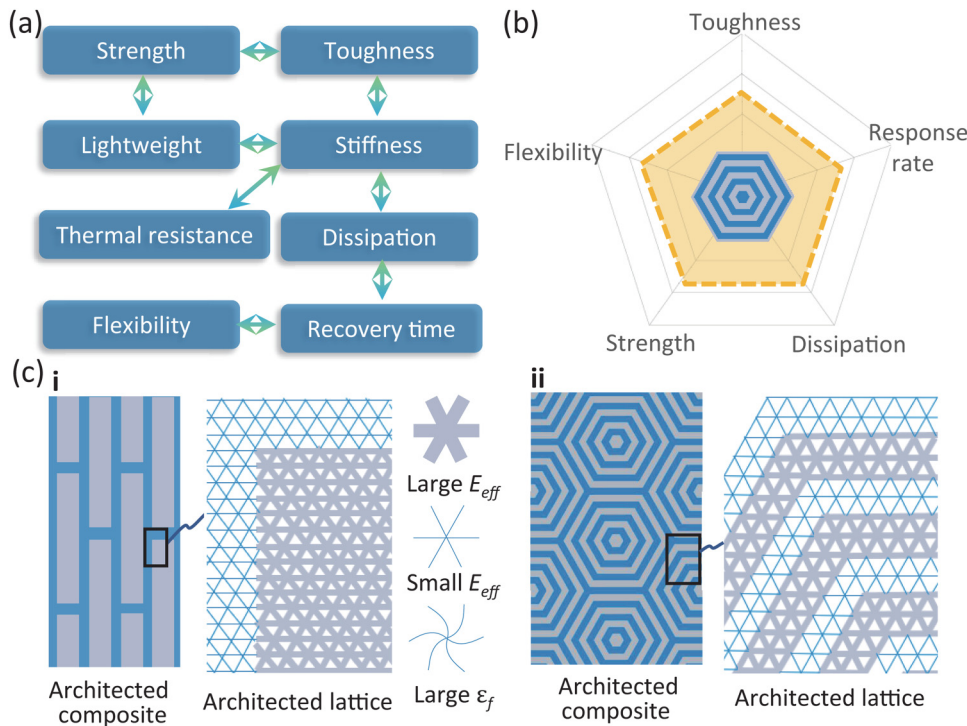 (a)
Strength
Toughness
Lightweight
Stiffness
Thermal resistance
Dissipation
Flexibility
Recovery time
(b)
Toughness
Flexibility
Response
rate
Strength
Dissipation
(c)
i
Architected
composite
Architected lattice
Large E_eff
Small E_eff
Large ε_f
ii
Architected
composite
Architected lattice